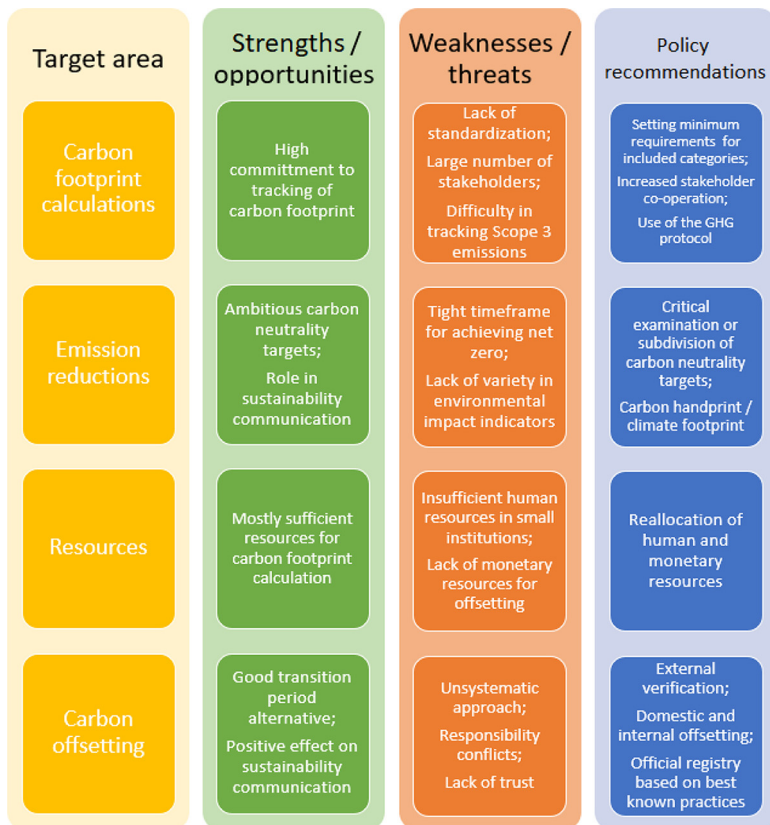 Target area
Strengths /
opportunities
Weaknesses /
threats
Policy
recommendations
Carbon
footprint
calculations
High
commitment to
tracking of
carbon footprint
Lack of
standardization;
Large number of
stakeholders;
Difficulty in
tracking Scope 3
emissions
Setting minimum
requirements for
included categories;
Increased stakeholder
co-operation;
Use of the GHG
protocol
Emission
reductions
Ambitious carbon
neutrality
targets;
Role in
sustainability
communication
Tight timeframe
for achieving net
zero;
Lack of variety in
environmental
impact indicators
Critical
examination or
subdivision of
carbon neutrality
targets;
Carbon handprint /
climate footprint
Resources
Mostly sufficient
resources for
carbon footprint
calculation
Insufficient human
resources in small
institutions;
Lack of monetary
resources for
offsetting
Reallocation of
human and
monetary
resources
Carbon
offsetting
Good transition
period
alternative;
Positive effect on
sustainability
communication
Unsystematic
approach;
Responsibility
conflicts;
Lack of trust
External
verification;
Domestic and
internal offsetting;
Official registry
based on best
known practices